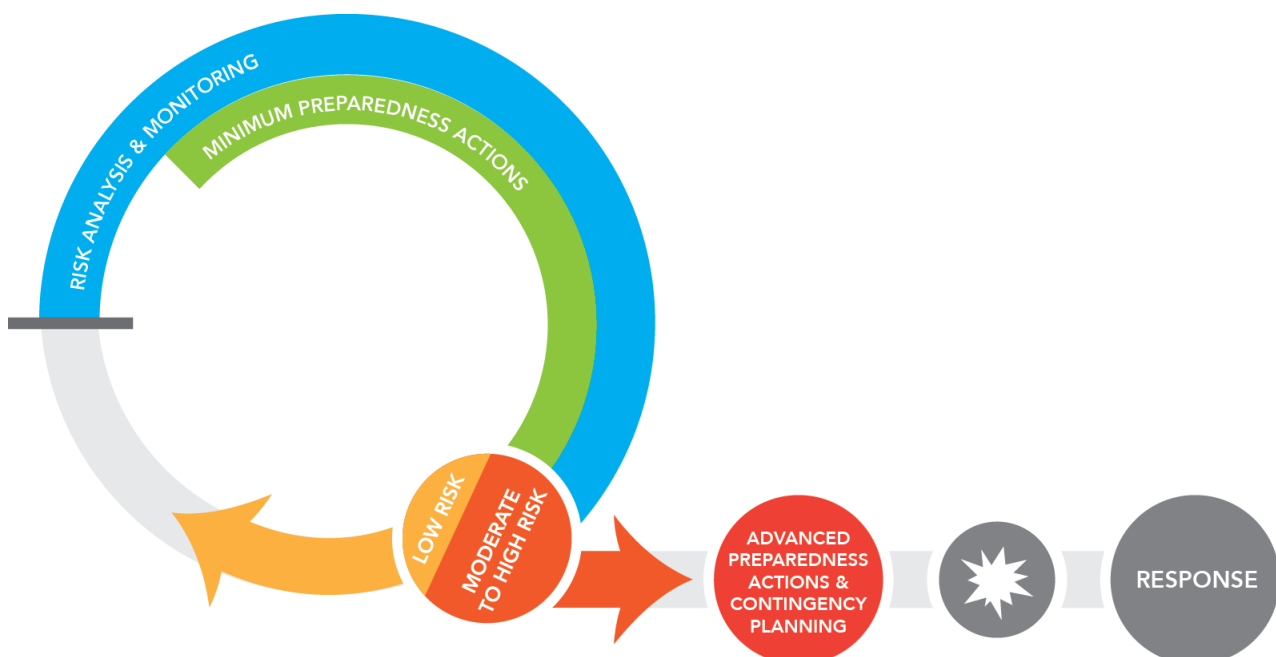 RISK ANALYSIS & MONITORING
MINIMUM PREPAREDNESS ACTIONS
LOW RISK
MODERATE
TO HIGH RISK
ADVANCED
PREPAREDNESS
ACTIONS &
CONTINGENCY
PLANNING
RESPONSE